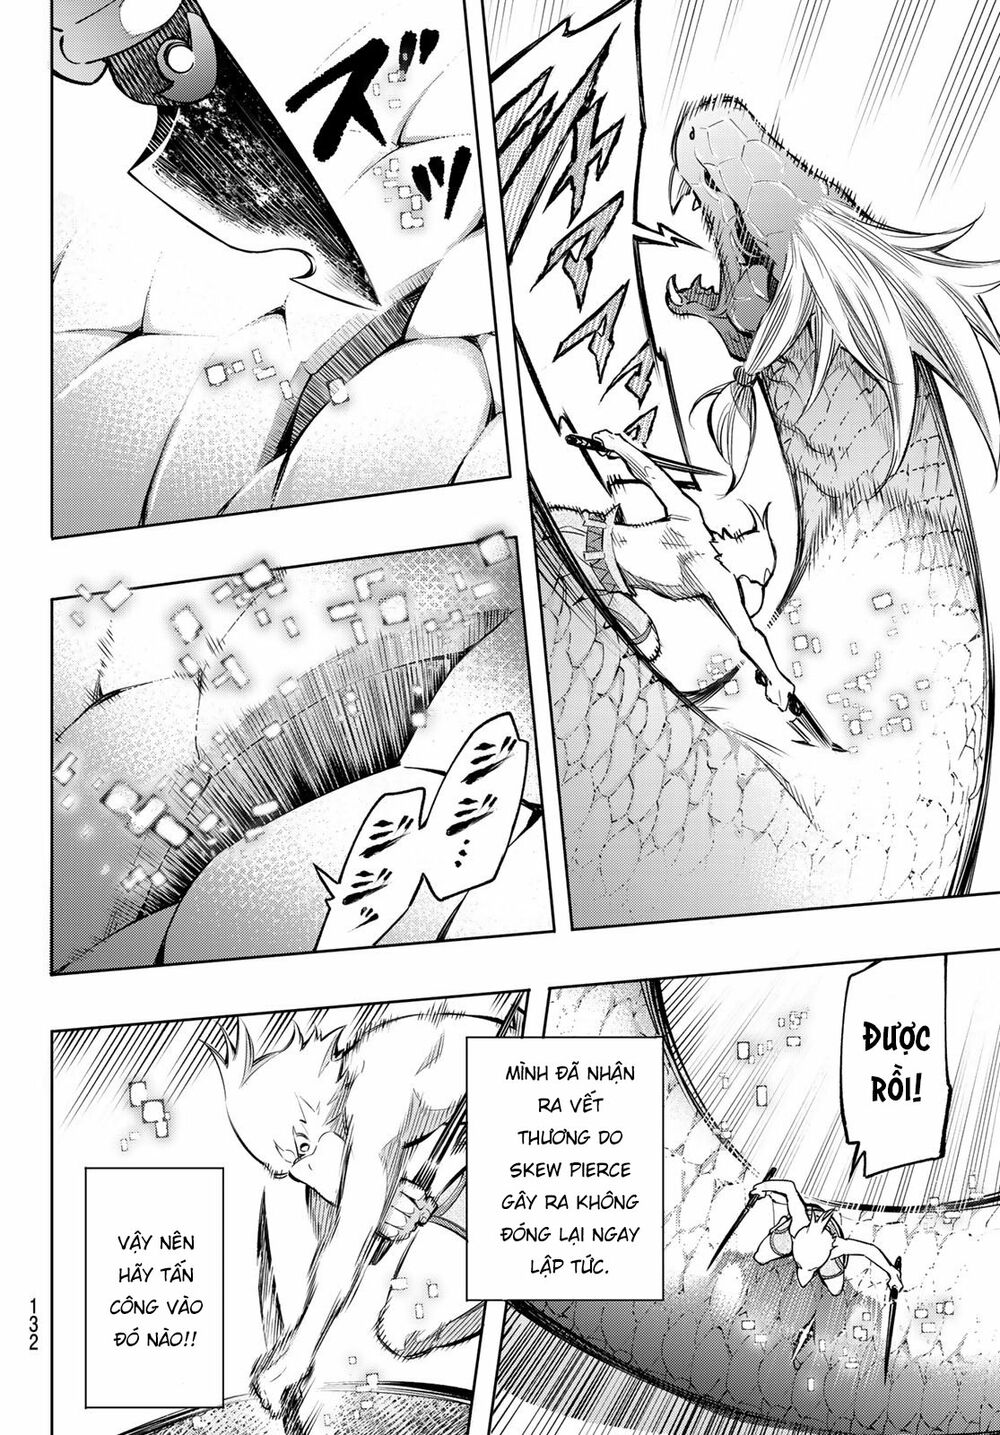 ズッ
ĐƯỢC
RỒI!
MÌNH ĐÃ NHẬN
RA VẾT
THƯƠNG DO
SKEW PIERCE
GÂY RA KHÔNG
ĐÓNG LẠI NGAY
LẬP TỨC.
VẬY NÊN
HÃY TẤN
CÔNG VÀO
ĐÓ NÀO!!
132